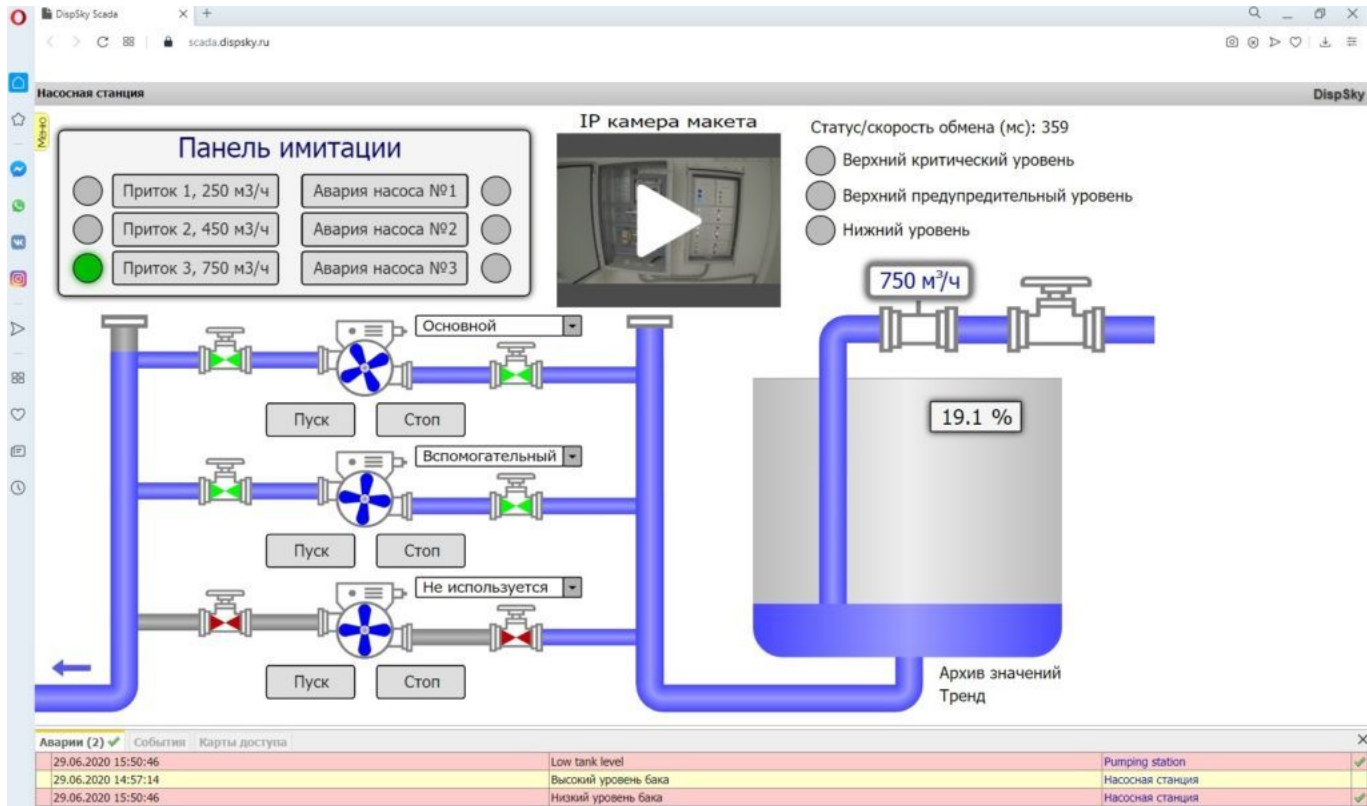 DispSky Scada
scada.dispsky.ru
Насосная станция
DispSky
Меню
Панель имитации
Приток 1, 250 м3/ч
Авария насоса №1
Приток 2, 450 м3/ч
Авария насоса №2
Приток 3, 750 м3/ч
Авария насоса №3
IP камера макета
Статус/скорость обмена (мс): 359
Верхний критический уровень
Верхний предупредительный уровень
Нижний уровень
750 м³/ч
Основной
Пуск
Стоп
19.1 %
Вспомогательный
Пуск
Стоп
Не используется
Пуск
Стоп
Архив значений
Тренд
Аварии (2)
События
Карты доступа
29.06.2020 15:50:46 Low tank level Pumping station
29.06.2020 14:57:14 Высокий уровень бака Насосная станция
29.06.2020 15:50:46 Низкий уровень бака Насосная станция